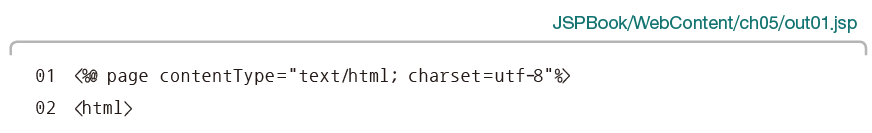 JSPBook/WebContent/ch05/out01.jsp
01 <%@ page contentType="text/html; charset=utf-8"%>
02 <html>